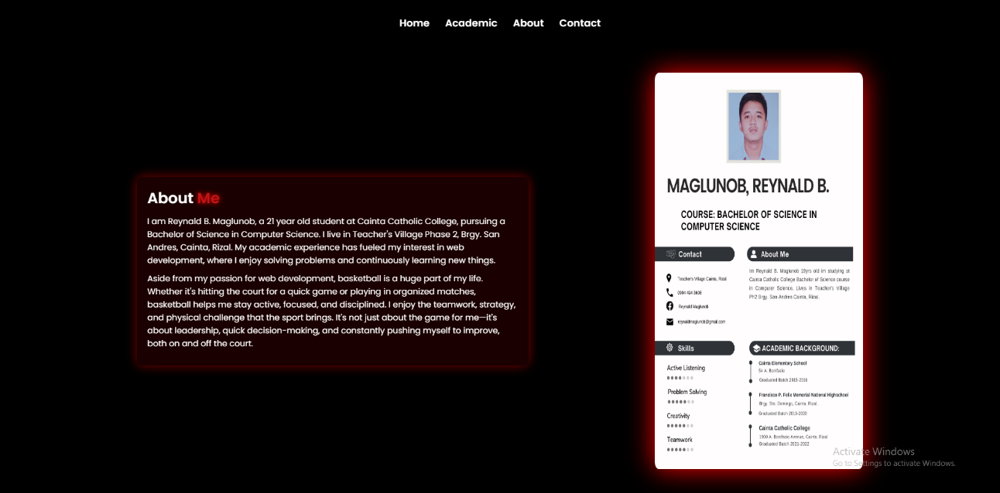 Home Academic About Contact
About Me
I am Reynald B. Maglunob, a 21 year old student at Cainta Catholic College, pursuing a
Bachelor of Science in Computer Science. I live in Teacher's Village Phase 2, Brgy. San
Andres, Cainta, Rizal. My academic experience has fueled my interest in web
development, where I enjoy solving problems and continuously learning new things.
Aside from my passion for web development, basketball is a huge part of my life.
Whether it's hitting the court for a quick game or playing in organized matches,
basketball helps me stay active, focused, and disciplined. I enjoy the teamwork, strategy,
and physical challenge that the sport brings. It's not just about the game for me—it's
about leadership, quick decision-making, and constantly pushing myself to improve,
both on and off the court.
MAGLUNOB, REYNALD B.
COURSE: BACHELOR OF SCIENCE IN
COMPUTER SCIENCE
Contact
Teacher's Village Cainta, Rizal
Reynald Maglunob
reynaldmaglunob@gmail.com
About Me
Im Reynald B. Maglunob 19yrs old im studying at
Cainta Catholic College Bachelor of Science course
in Computer Science. Lives in Teacher's Village
Ph2 Brgy. San Andres Cainta, Rizal.
Skills
Active Listening
Problem Solving
Creativity
Teamwork
ACADEMIC BACKGROUND:
Cainta Elementary School
54 A. Bonifacio
Graduated Batch 2015-2016
Francisco P. Felix Memorial National Highschool
Brgy. Sto. Domingo, Cainta, Rizal.
Graduated Batch 2019-2020
Cainta Catholic College
1900 A. Bonifacio Avenue, Cainta, Rizal
Graduated Batch 2021-2022
Activate Windows
Go to Settings to activate Windows.